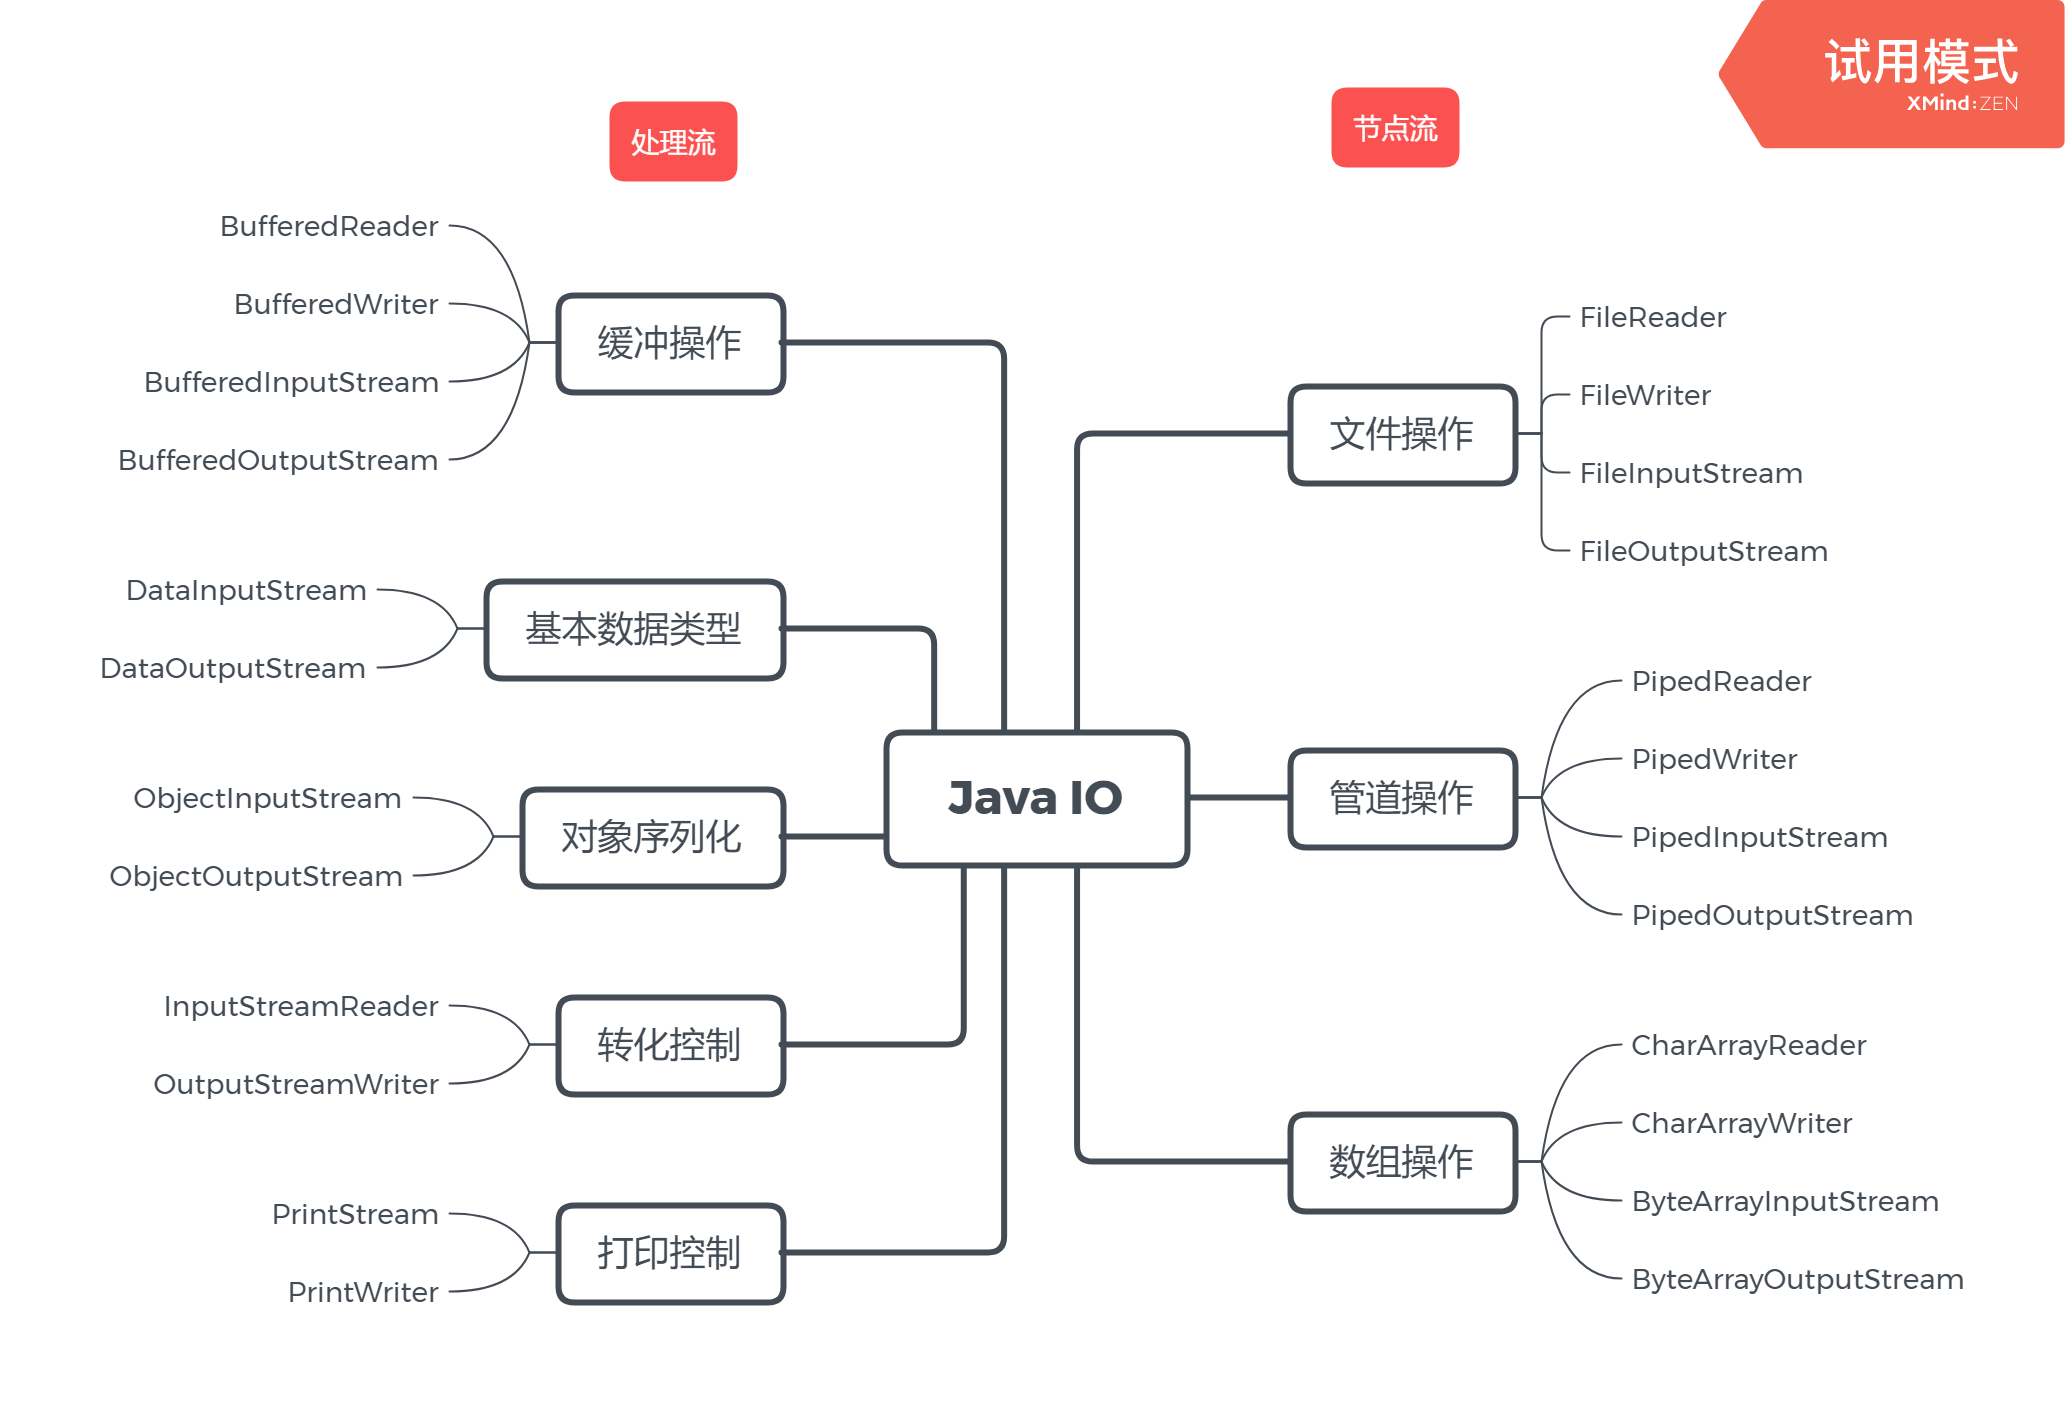 试用模式
XMind:ZEN
处理流
节点流
BufferedReader
BufferedWriter
BufferedInputStream
BufferedOutputStream
缓冲操作
DataInputStream
DataOutputStream
基本数据类型
ObjectInputStream
ObjectOutputStream
对象序列化
InputStreamReader
OutputStreamWriter
转化控制
PrintStream
PrintWriter
打印控制
Java IO
文件操作
FileReader
FileWriter
FileInputStream
FileOutputStream
管道操作
PipedReader
PipedWriter
PipedInputStream
PipedOutputStream
数组操作
CharArrayReader
CharArrayWriter
ByteArrayInputStream
ByteArrayOutputStream